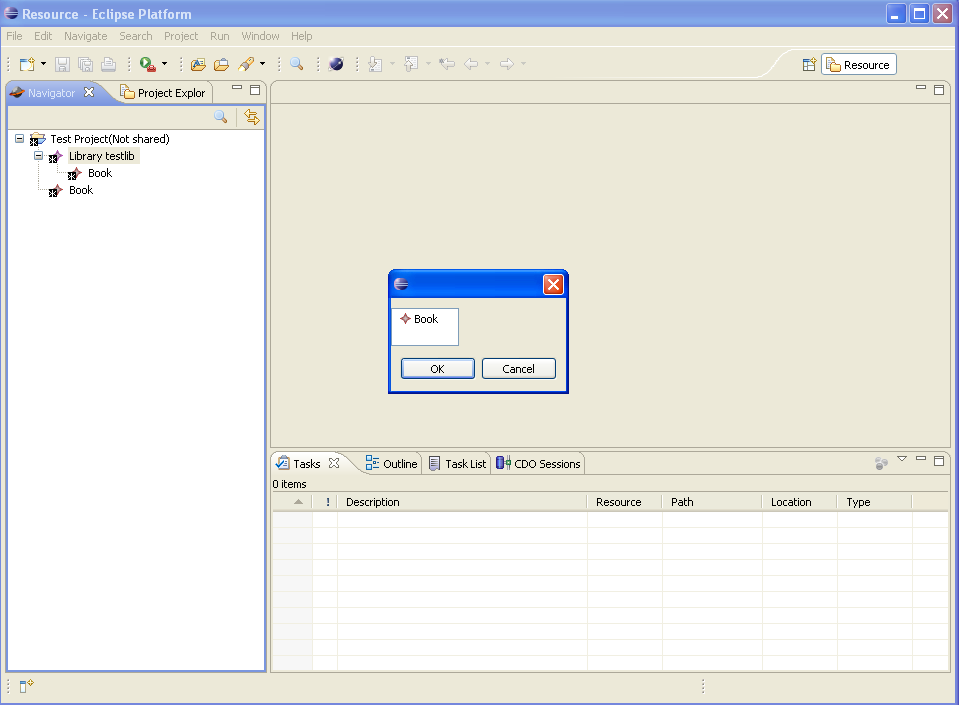 Resource - Eclipse Platform
File Edit Navigate Search Project Run Window Help
Resource
Navigator Project Explor
Test Project(Not shared)
Library testlib
Book
Book
Book
OK Cancel
Tasks Outline Task List CDO Sessions
0 items
! Description Resource Path Location Type